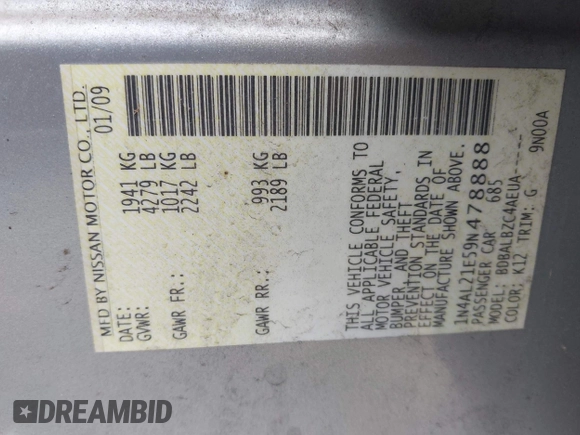 MFD BY NISSAN MOTOR CO., LTD.
DATE: 01/09
GVWR: 1941 KG
4279 LB
GAWR FR.: 1017 KG
2242 LB
GAWR RR.: 993 KG
2189 LB
THIS VEHICLE CONFORMS TO
ALL APPLICABLE FEDERAL
MOTOR VEHICLE SAFETY,
BUMPER, AND THEFT
PREVENTION STANDARDS IN
EFFECT ON THE DATE OF
MANUFACTURE SHOWN ABOVE.
1N4AL21E59N478888
PASSENGER CAR 685
MODEL: BDBALBZC4AEUA-----
COLOR: K12 TRIM: G 9N00A
DREAMBID